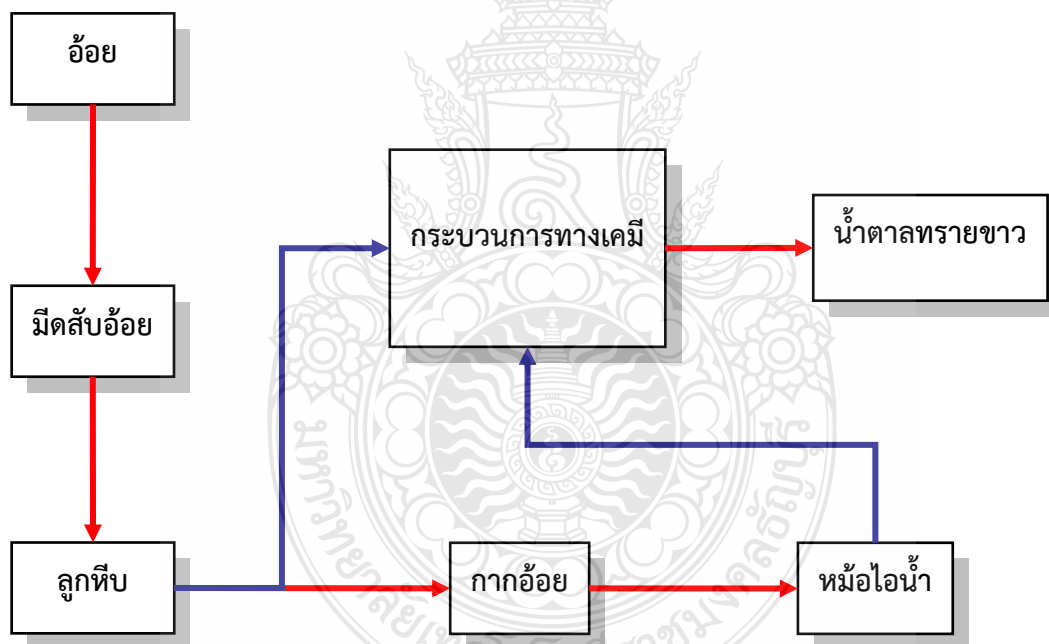 อ้อย
กระบวนการทางเคมี
น้ำตาลทรายขาว
มีดสับอ้อย
ลูกหีบ
กากอ้อย
หม้อไอน้ำ